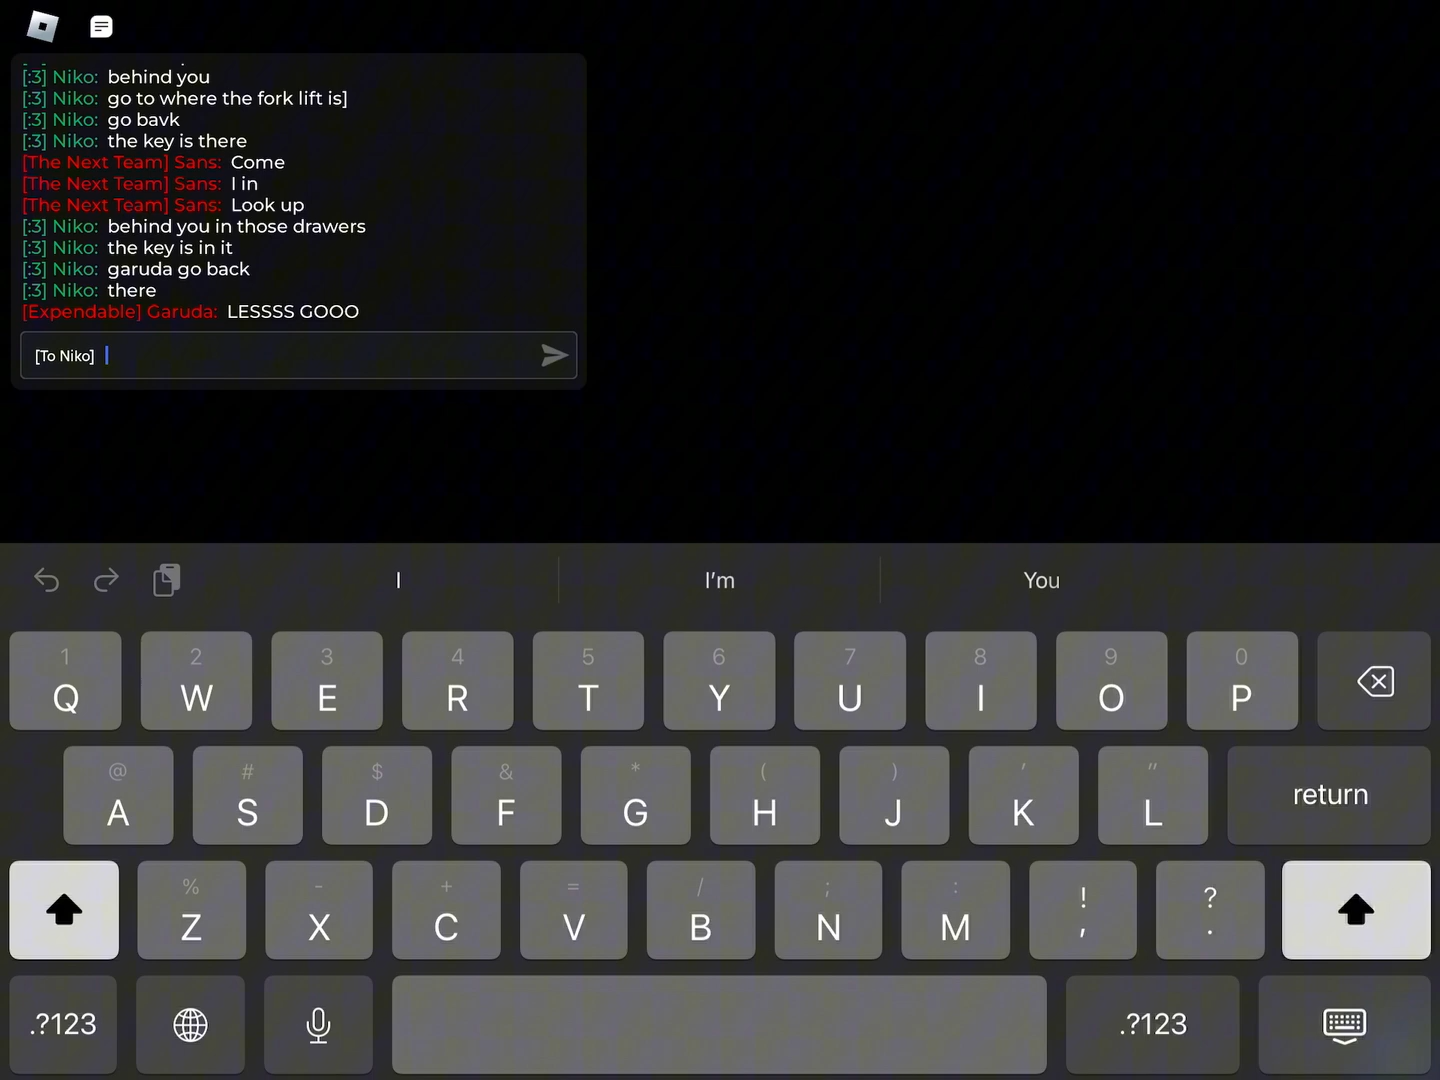 [:3] Niko: behind you
[:3] Niko: go to where the fork lift is]
[:3] Niko: go bavk
[:3] Niko: the key is there
[The Next Team] Sans: Come
[The Next Team] Sans: I in
[The Next Team] Sans: Look up
[:3] Niko: behind you in those drawers
[:3] Niko: the key is in it
[:3] Niko: garuda go back
[:3] Niko: there
[Expendable] Garuda: LESSSS GOOO
[To Niko]
I I'm You
1 2 3 4 5 6 7 8 9 0
Q W E R T Y U I O P
@ # $ & * ( ) ' "
A S D F G H J K L return
% - + = / ; : ! ?
Z X C V B N M , .
.?123 .?123